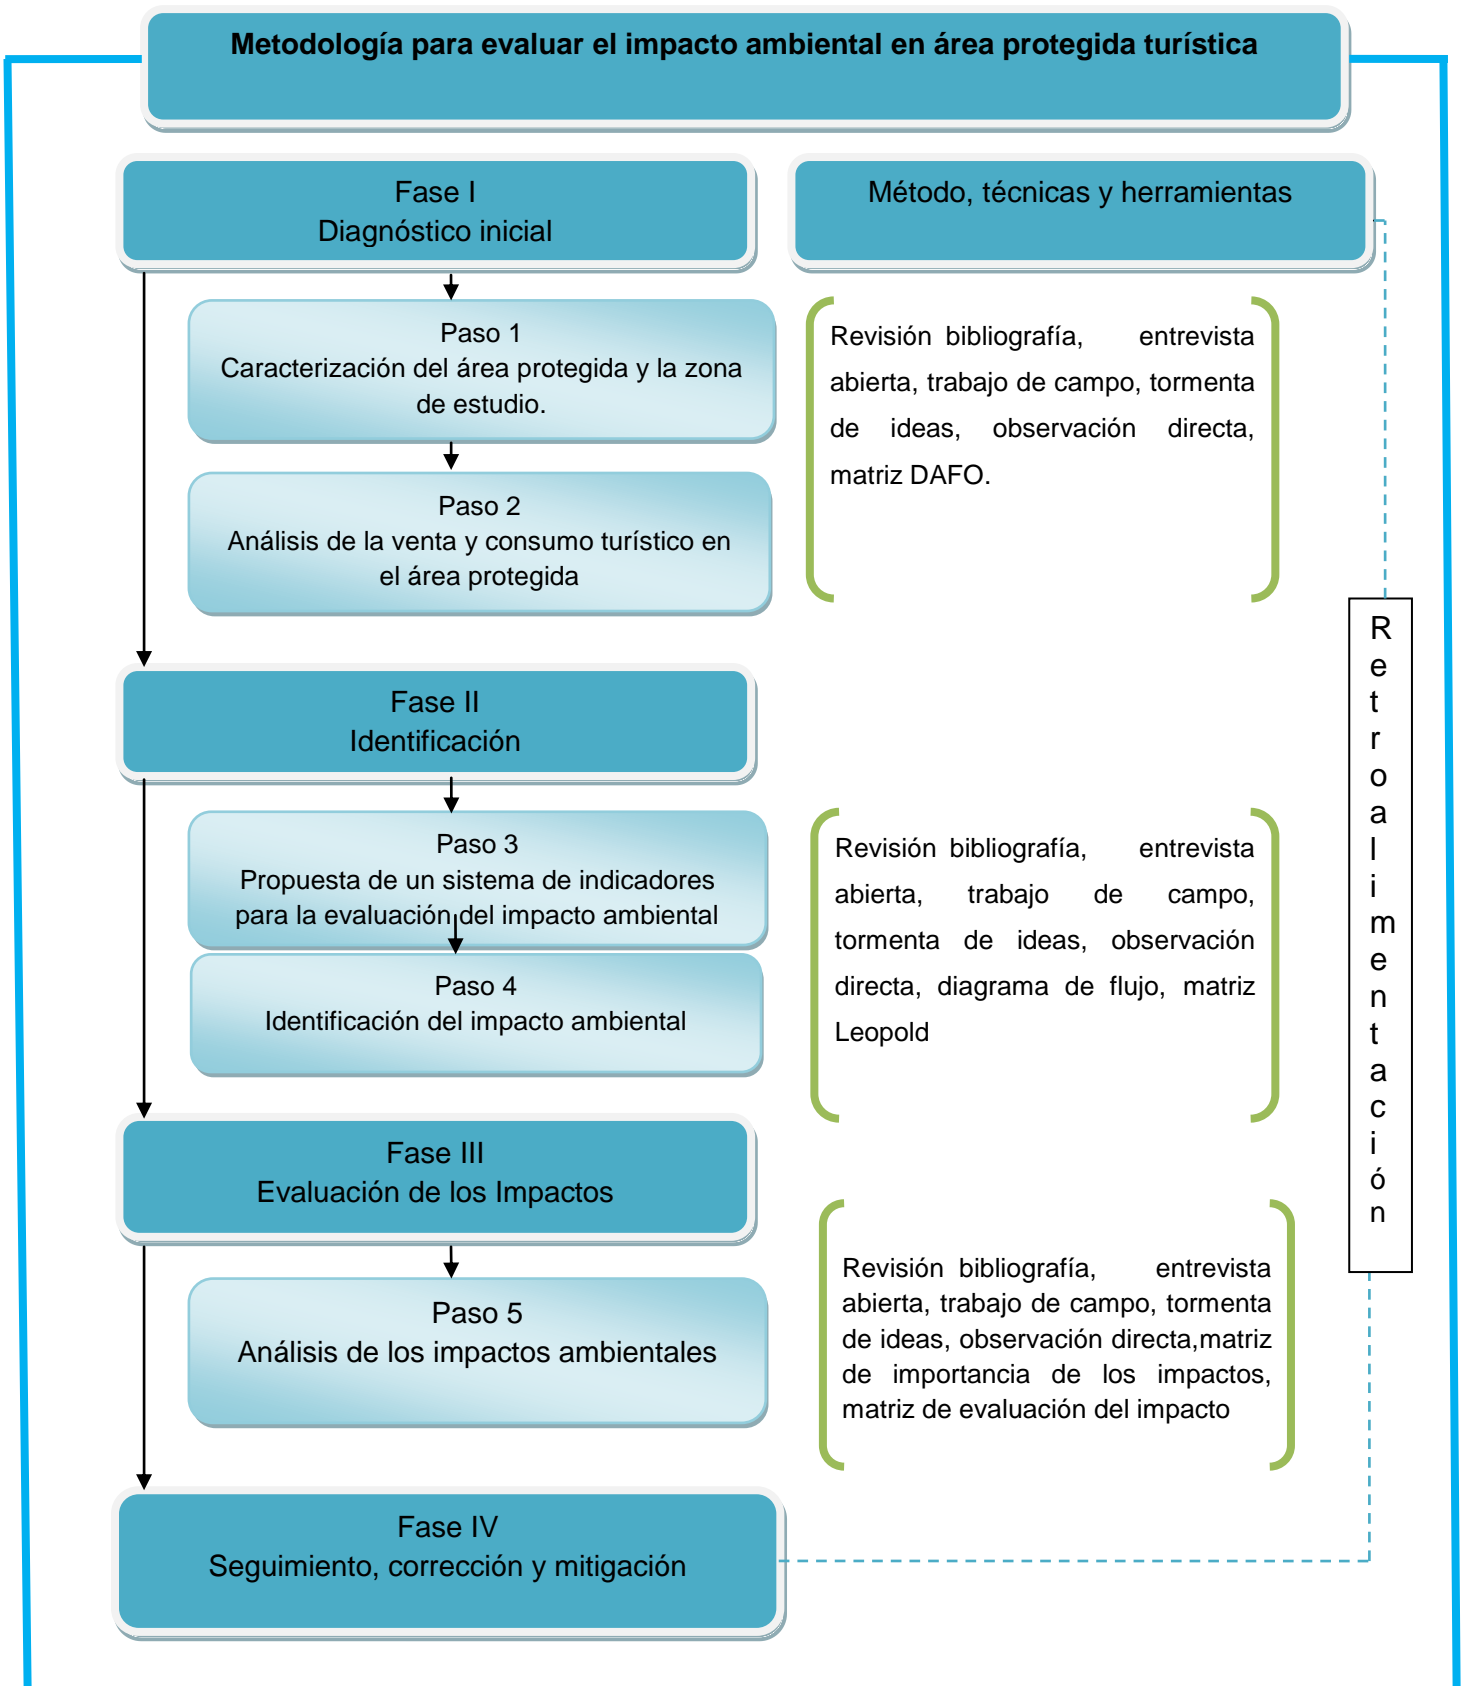 Metodología para evaluar el impacto ambiental en área protegida turística
Fase I
Diagnóstico inicial
Método, técnicas y herramientas
Paso 1
Caracterización del área protegida y la zona
de estudio.
Revisión bibliografía, entrevista
abierta, trabajo de campo, tormenta
de ideas, observación directa,
matriz DAFO.
Paso 2
Análisis de la venta y consumo turístico en
el área protegida
Fase II
Identificación
Paso 3
Propuesta de un sistema de indicadores
para la evaluación del impacto ambiental
Paso 4
Identificación del impacto ambiental
Revisión bibliografía, entrevista
abierta, trabajo de campo,
tormenta de ideas, observación
directa, diagrama de flujo, matriz
Leopold
Fase III
Evaluación de los Impactos
Paso 5
Análisis de los impactos ambientales
Revisión bibliografía, entrevista
abierta, trabajo de campo, tormenta
de ideas, observación directa,matriz
de importancia de los impactos,
matriz de evaluación del impacto
Fase IV
Seguimiento, corrección y mitigación
Retroalimentación